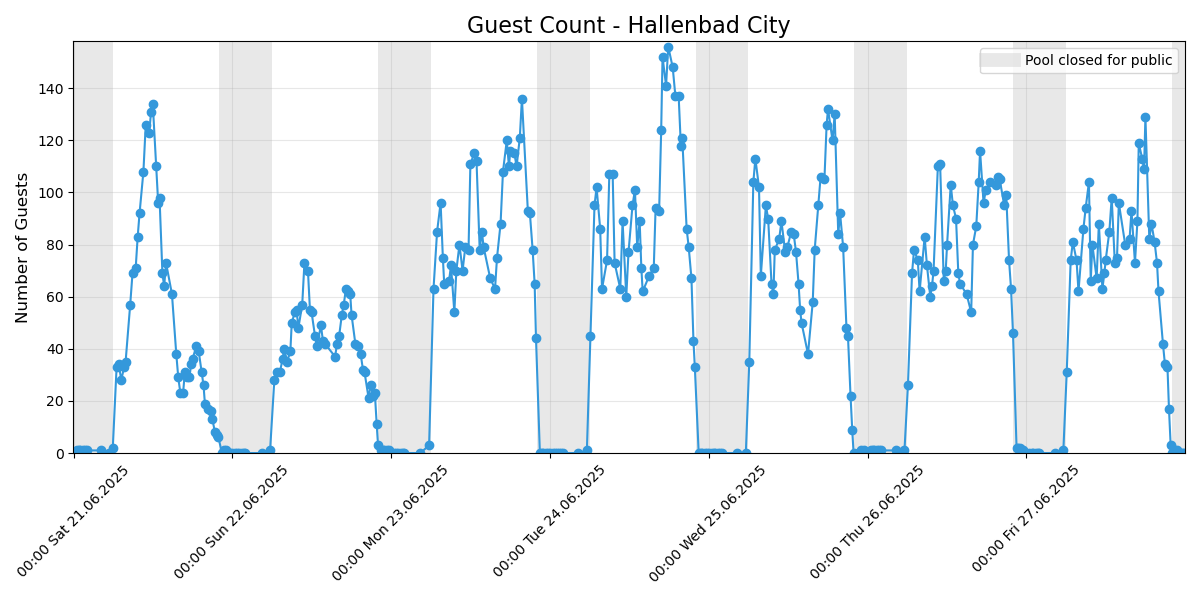 Guest Count - Hallenbad City
Pool closed for public
Number of Guests
140
120
100
80
60
40
20
0
00:00 Sat 21.06.2025
00:00 Sun 22.06.2025
00:00 Mon 23.06.2025
00:00 Tue 24.06.2025
00:00 Wed 25.06.2025
00:00 Thu 26.06.2025
00:00 Fri 27.06.2025